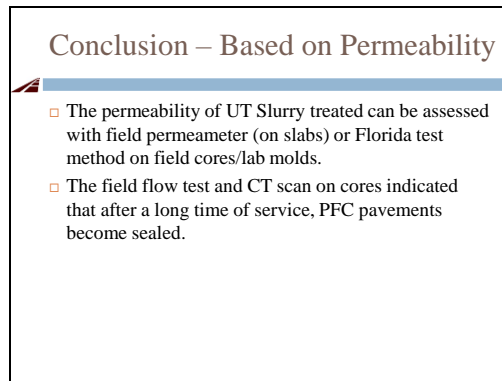 Conclusion – Based on Permeability
The permeability of UT Slurry treated can be assessed
with field permeameter (on slabs) or Florida test
method on field cores/lab molds.
The field flow test and CT scan on cores indicated
that after a long time of service, PFC pavements
become sealed.